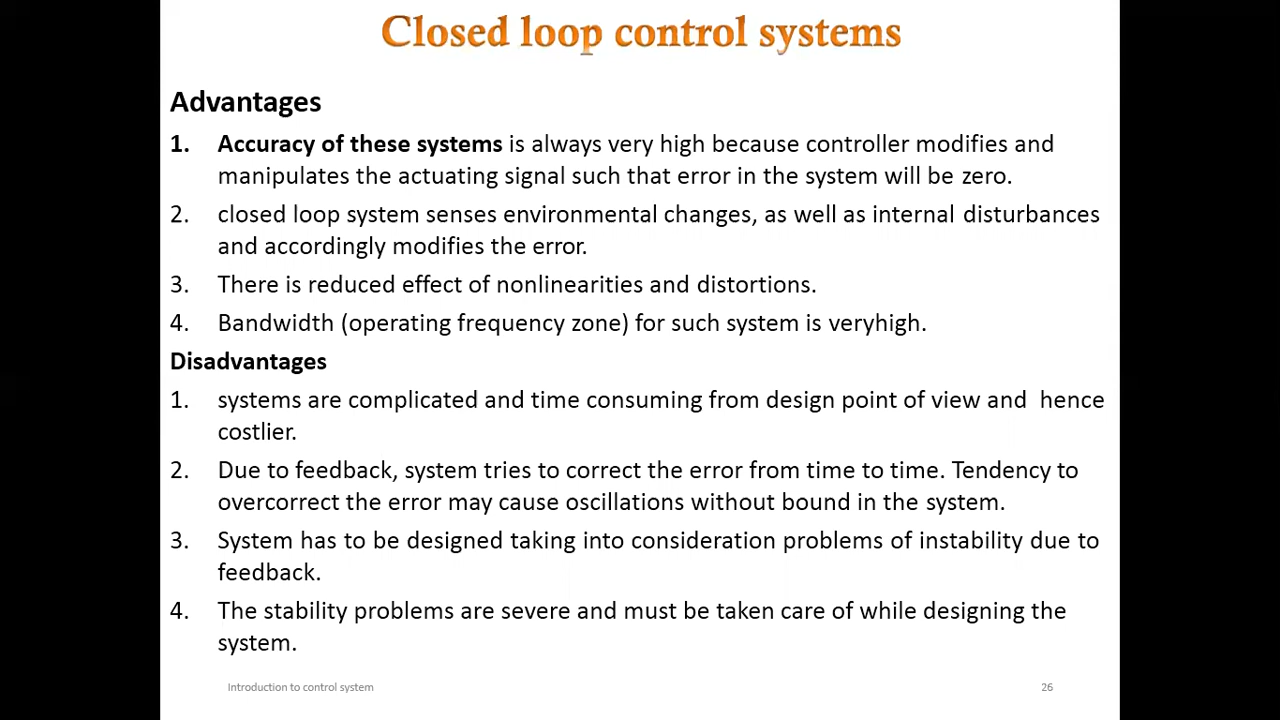 Closed loop control systems
Advantages
1. Accuracy of these systems is always very high because controller modifies and
manipulates the actuating signal such that error in the system will be zero.
2. closed loop system senses environmental changes, as well as internal disturbances
and accordingly modifies the error.
3. There is reduced effect of nonlinearities and distortions.
4. Bandwidth (operating frequency zone) for such system is veryhigh.
Disadvantages
1. systems are complicated and time consuming from design point of view and hence
costlier.
2. Due to feedback, system tries to correct the error from time to time. Tendency to
overcorrect the error may cause oscillations without bound in the system.
3. System has to be designed taking into consideration problems of instability due to
feedback.
4. The stability problems are severe and must be taken care of while designing the
system.
Introduction to control system
26